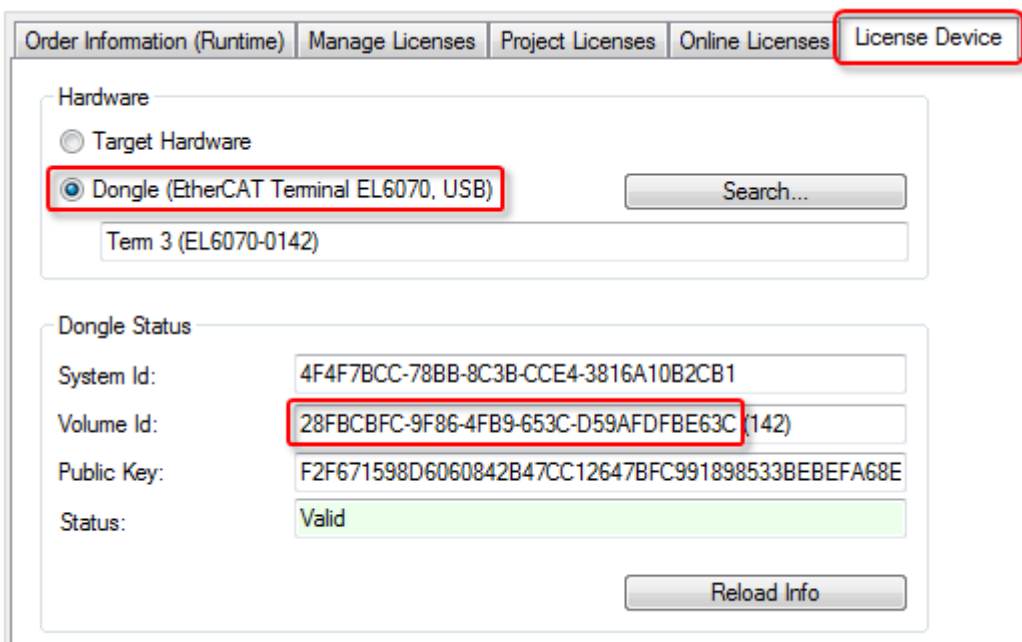 Order Information (Runtime) Manage Licenses Project Licenses Online Licenses License Device
Hardware
Target Hardware
Dongle (EtherCAT Terminal EL6070, USB) Search...
Term 3 (EL6070-0142)
Dongle Status
System Id: 4F4F7BCC-78BB-8C3B-CCE4-3816A10B2CB1
Volume Id: 28FBCBFC-9F86-4FB9-653C-D59AFDFBE63C (142)
Public Key: F2F671598D6060842B47CC12647BFC991898533BEBEFA68E
Status: Valid
Reload Info